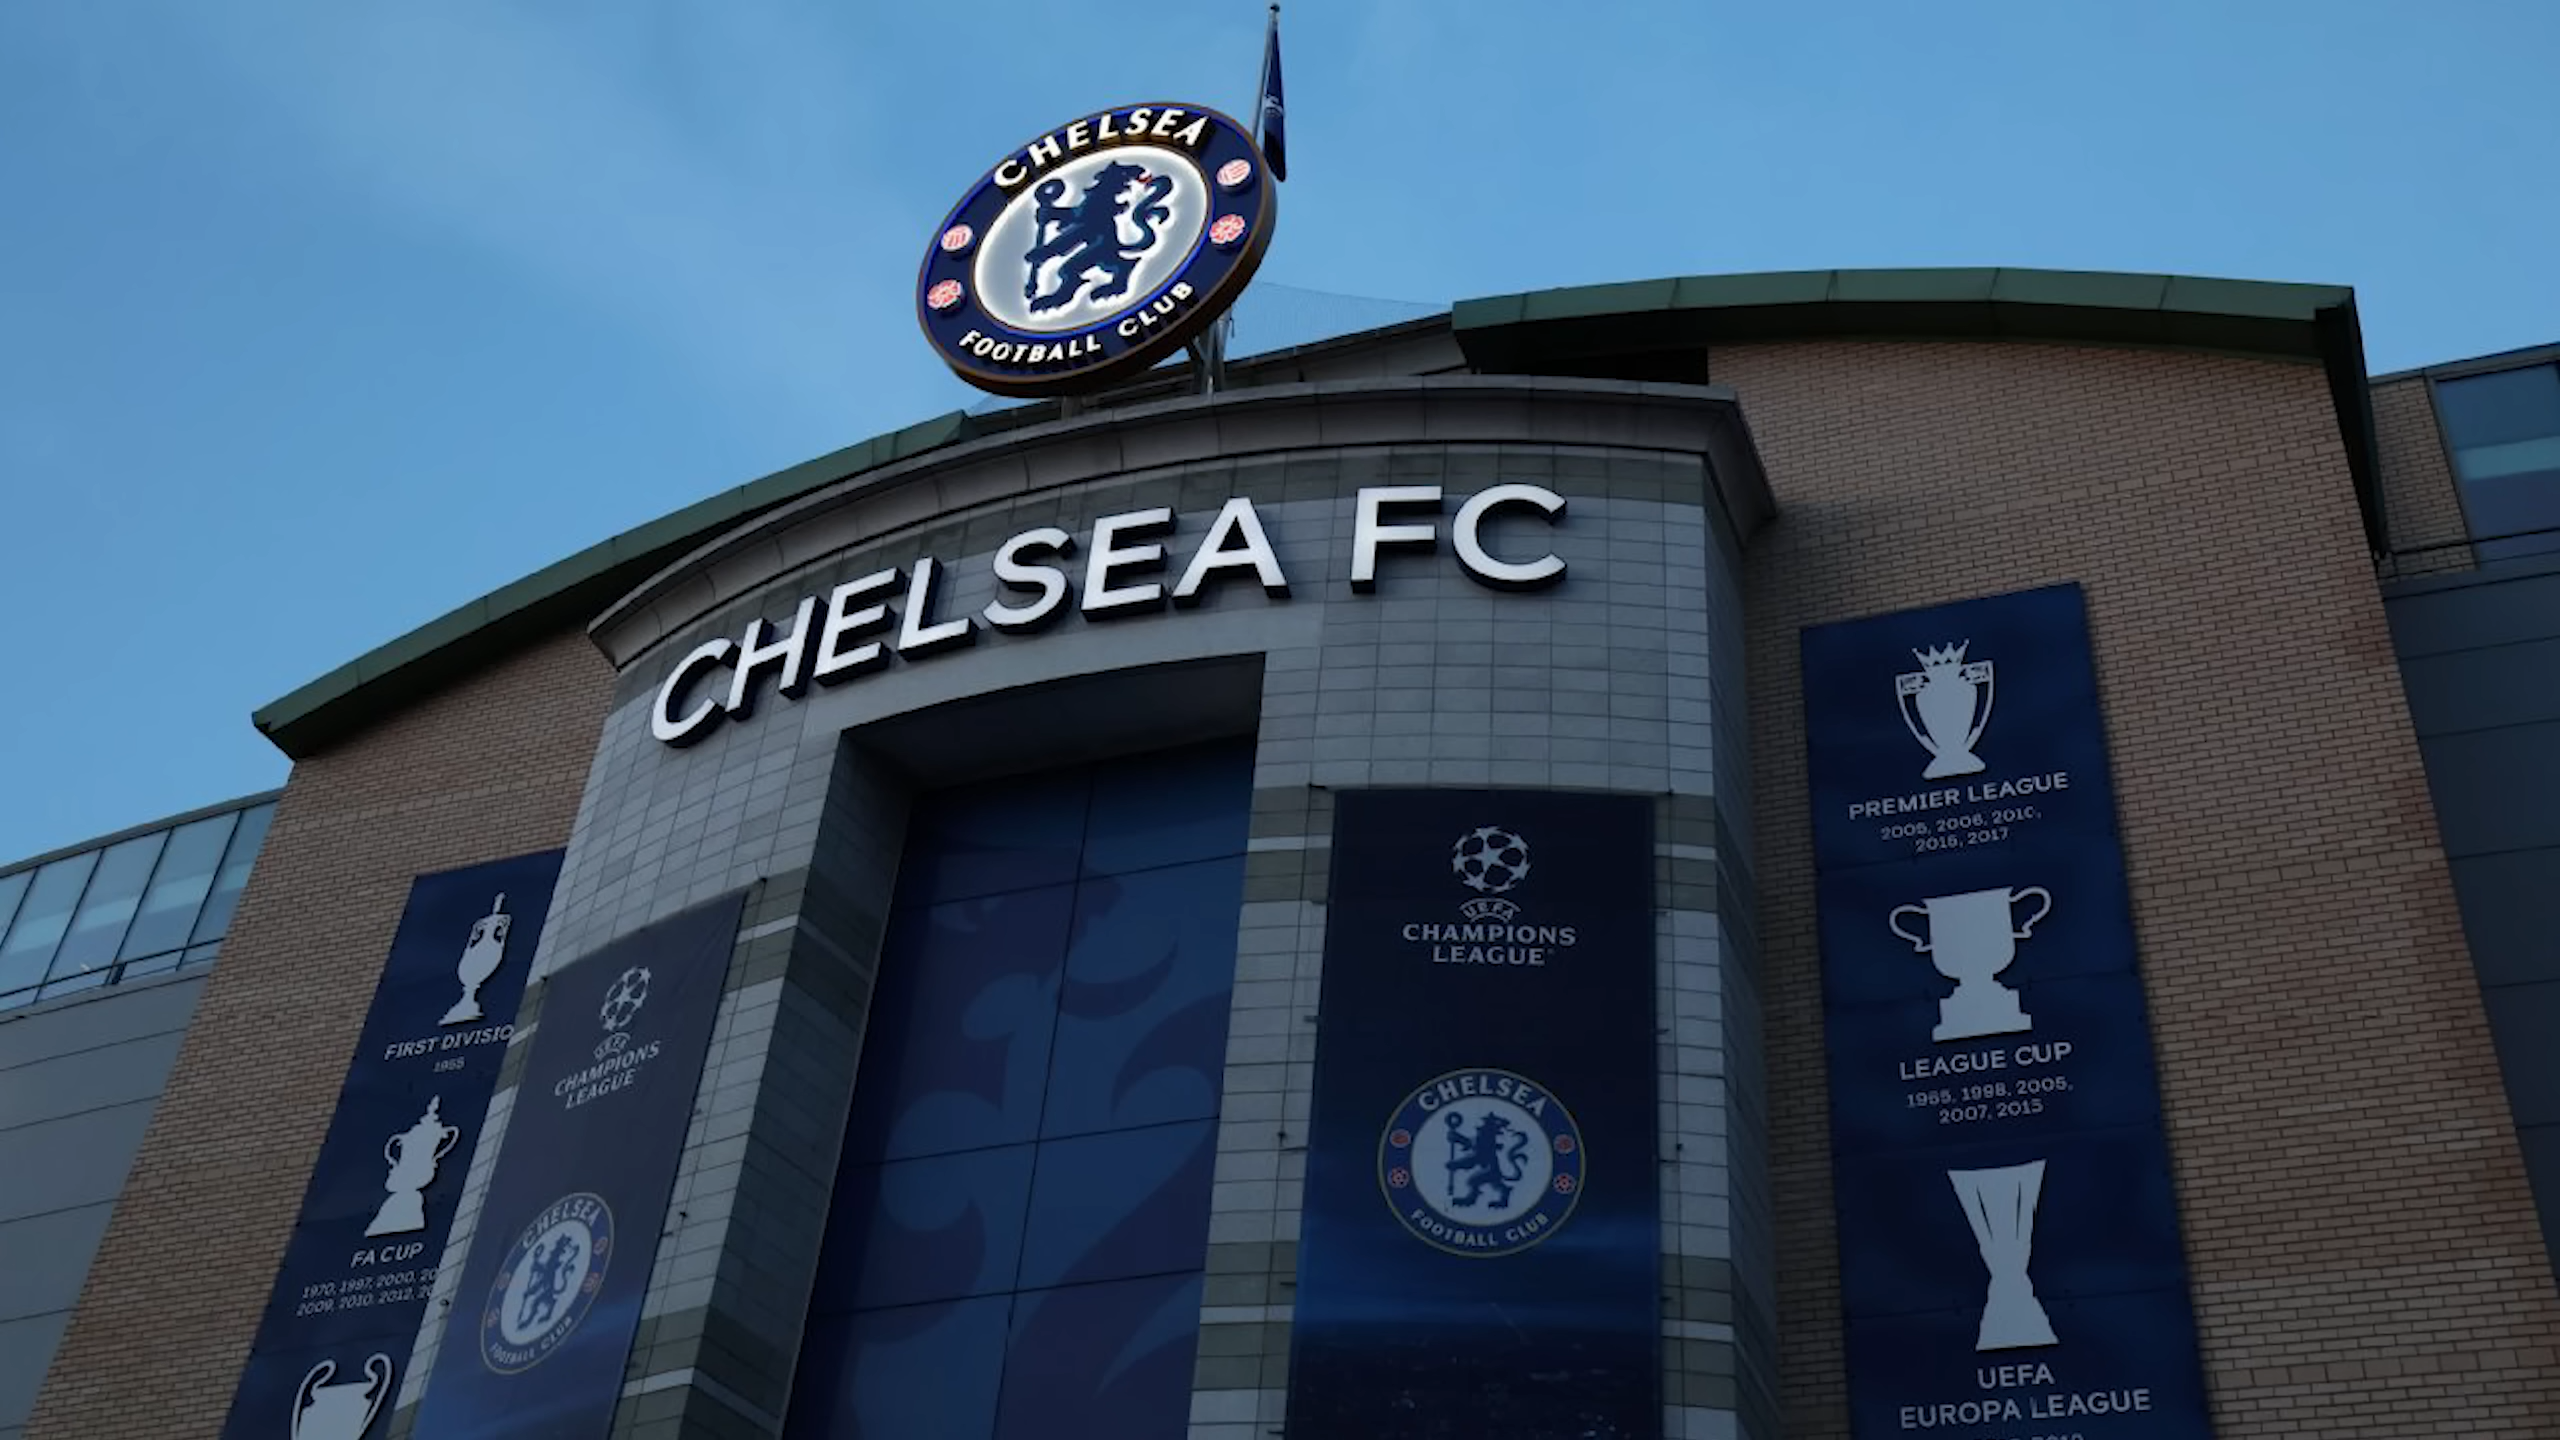 CHELSEA
FOOTBALL CLUB
CHELSEA FC
FIRST DIVISIO
1955
FA CUP
1970, 1997, 2000, 20
2009, 2010, 2012, 20
UEFA
CHAMPIONS
LEAGUE
CHELSEA
FOOTBALL CLUB
UEFA
CHAMPIONS
LEAGUE
CHELSEA
FOOTBALL CLUB
PREMIER LEAGUE
2005, 2006, 2010,
2015, 2017
LEAGUE CUP
1965, 1998, 2005,
2007, 2015
UEFA
EUROPA LEAGUE